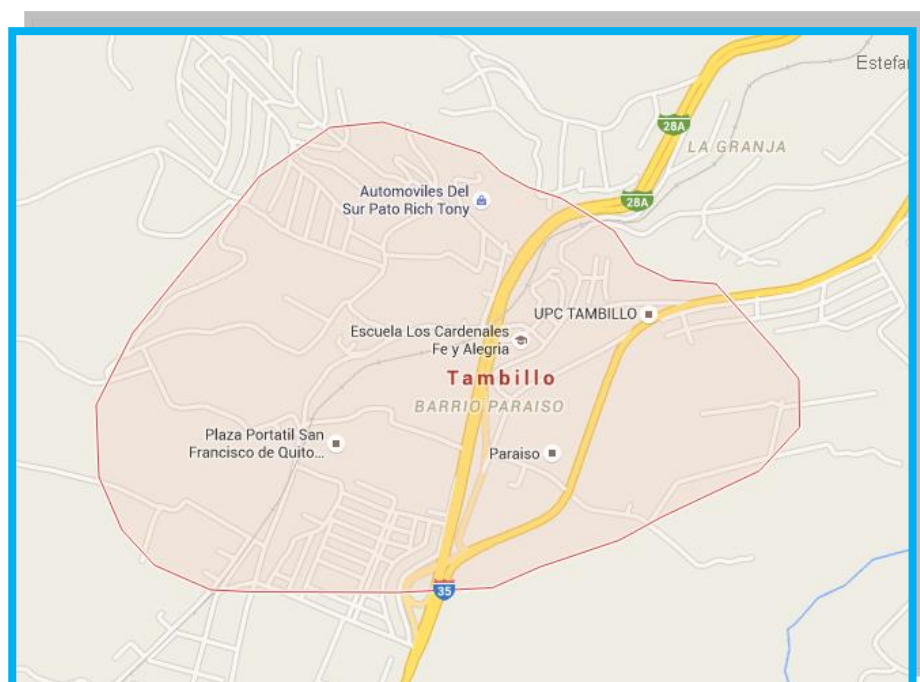 Estefan
28A
LA GRANJA
Automoviles Del
Sur Pato Rich Tony
28A
UPC TAMBILLO
Escuela Los Cardenales
Fe y Alegria
Tambillo
BARRIO PARAISO
Plaza Portatil San
Francisco de Quito...
Paraiso
35